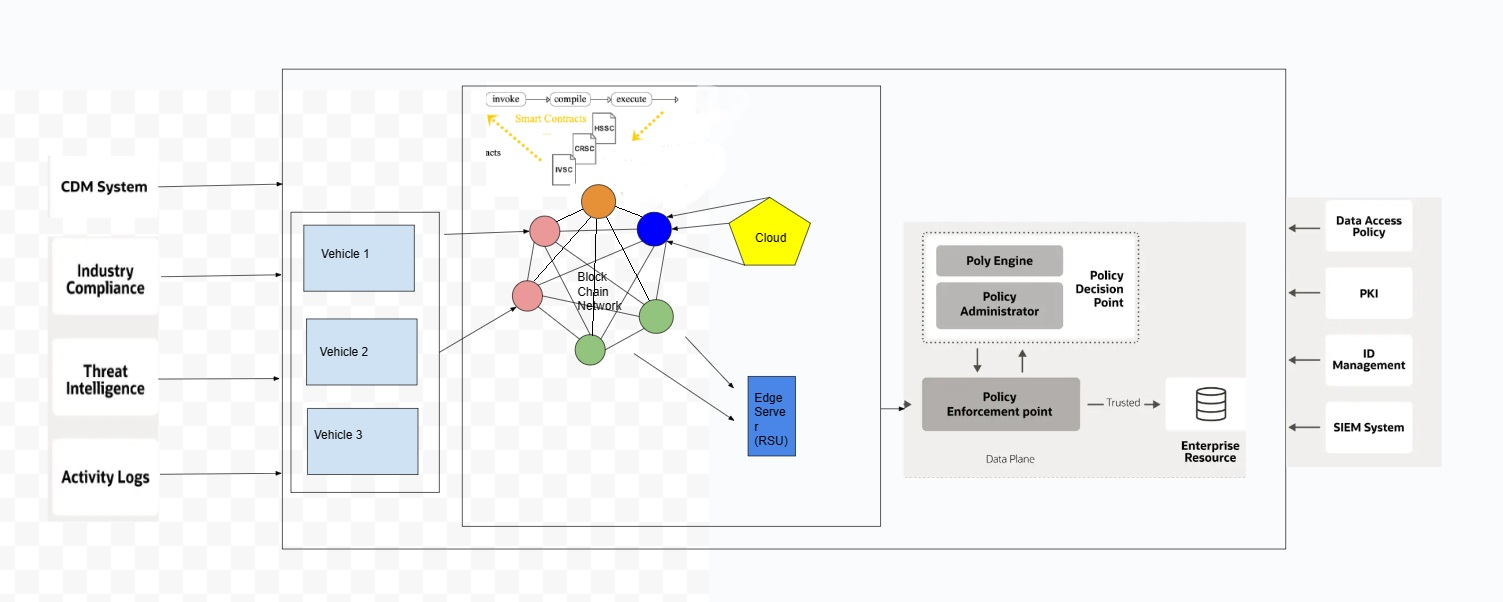 invoke
compile
execute
Smart Contracts
HSSC
CRSC
IVSC
acts
CDM System
Industry
Compliance
Threat
Intelligence
Activity Logs
Vehicle 1
Vehicle 2
Vehicle 3
Block
Chain
Network
Cloud
Edge
Serve
r
(RSU)
Poly Engine
Policy
Administrator
Policy
Decision
Point
Policy
Enforcement point
Trusted
Data Plane
Enterprise
Resource
Data Access
Policy
PKI
ID
Management
SIEM System